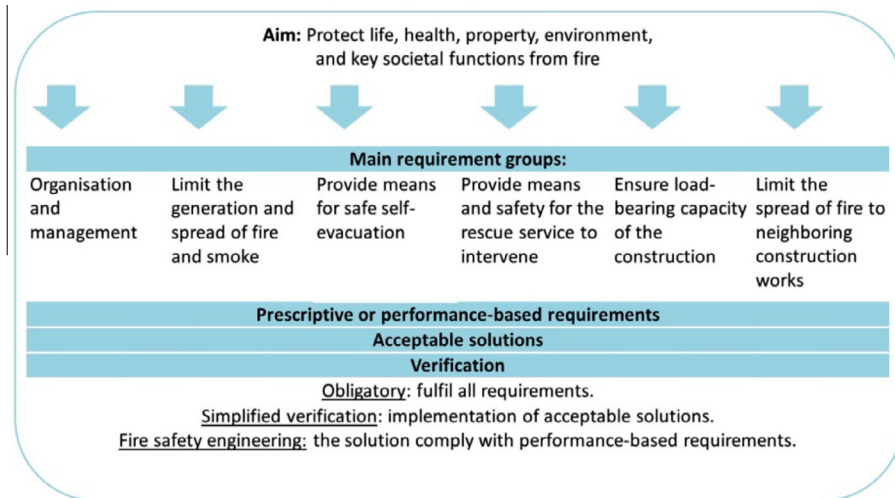 Aim: Protect life, health, property, environment,
and key societal functions from fire
Main requirement groups:
Organisation
and
management
Limit the
generation and
spread of fire
and smoke
Provide means
for safe self-
evacuation
Provide means
and safety for the
rescue service to
intervene
Ensure load-
bearing capacity
of the
construction
Limit the
spread of fire to
neighboring
construction
works
Prescriptive or performance-based requirements
Acceptable solutions
Verification
Obligatory: fulfil all requirements.
Simplified verification: implementation of acceptable solutions.
Fire safety engineering: the solution comply with performance-based requirements.